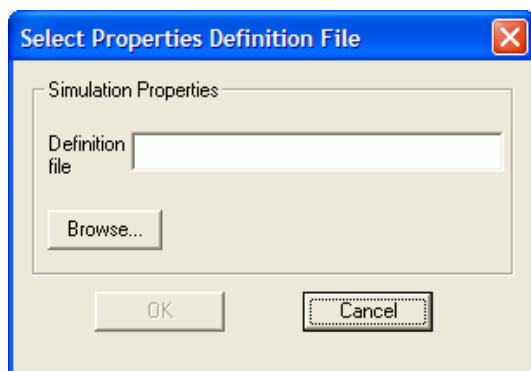 Select Properties Definition File
Simulation Properties
Definition
file
Browse...
OK
Cancel